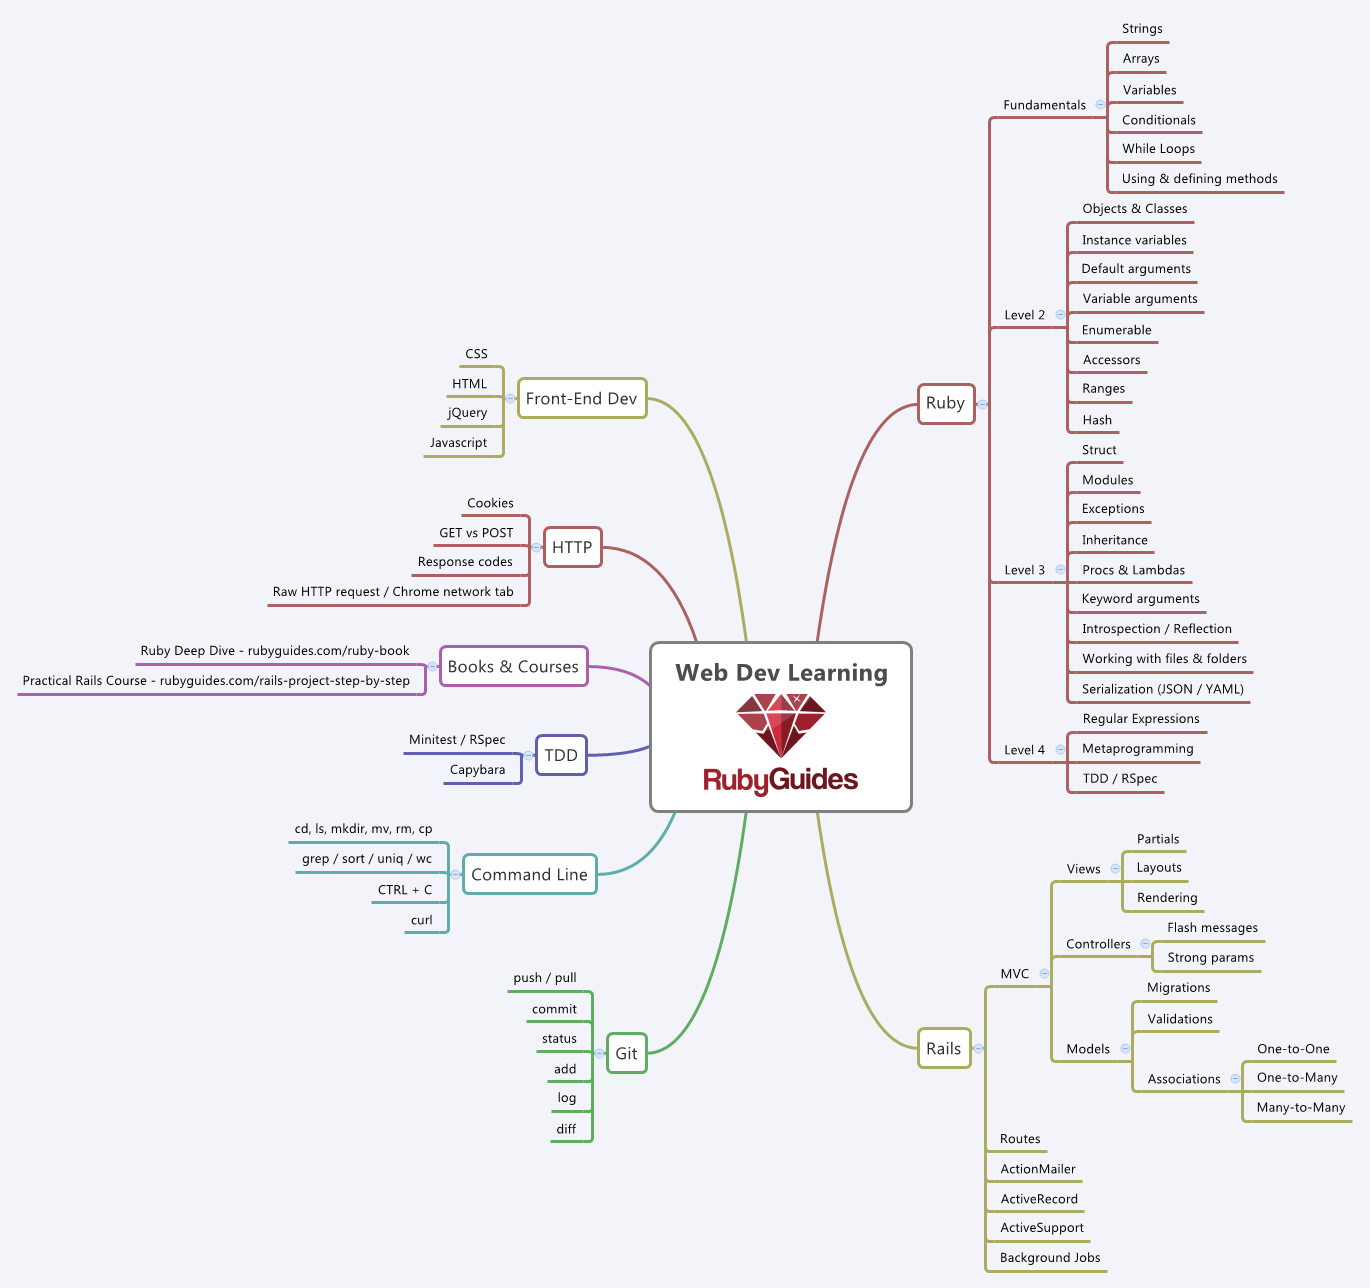 Web Dev Learning
RubyGuides
Ruby
Fundamentals
Strings
Arrays
Variables
Conditionals
While Loops
Using & defining methods
Level 2
Objects & Classes
Instance variables
Default arguments
Variable arguments
Enumerable
Accessors
Ranges
Hash
Level 3
Struct
Modules
Exceptions
Inheritance
Procs & Lambdas
Keyword arguments
Introspection / Reflection
Working with files & folders
Serialization (JSON / YAML)
Level 4
Regular Expressions
Metaprogramming
TDD / RSpec
Rails
MVC
Views
Partials
Layouts
Rendering
Controllers
Flash messages
Strong params
Models
Migrations
Validations
Associations
One-to-One
One-to-Many
Many-to-Many
Routes
ActionMailer
ActiveRecord
ActiveSupport
Background Jobs
Front-End Dev
CSS
HTML
jQuery
Javascript
HTTP
Cookies
GET vs POST
Response codes
Raw HTTP request / Chrome network tab
Books & Courses
Ruby Deep Dive - rubyguides.com/ruby-book
Practical Rails Course - rubyguides.com/rails-project-step-by-step
TDD
Minitest / RSpec
Capybara
Command Line
cd, ls, mkdir, mv, rm, cp
grep / sort / uniq / wc
CTRL + C
curl
Git
push / pull
commit
status
add
log
diff